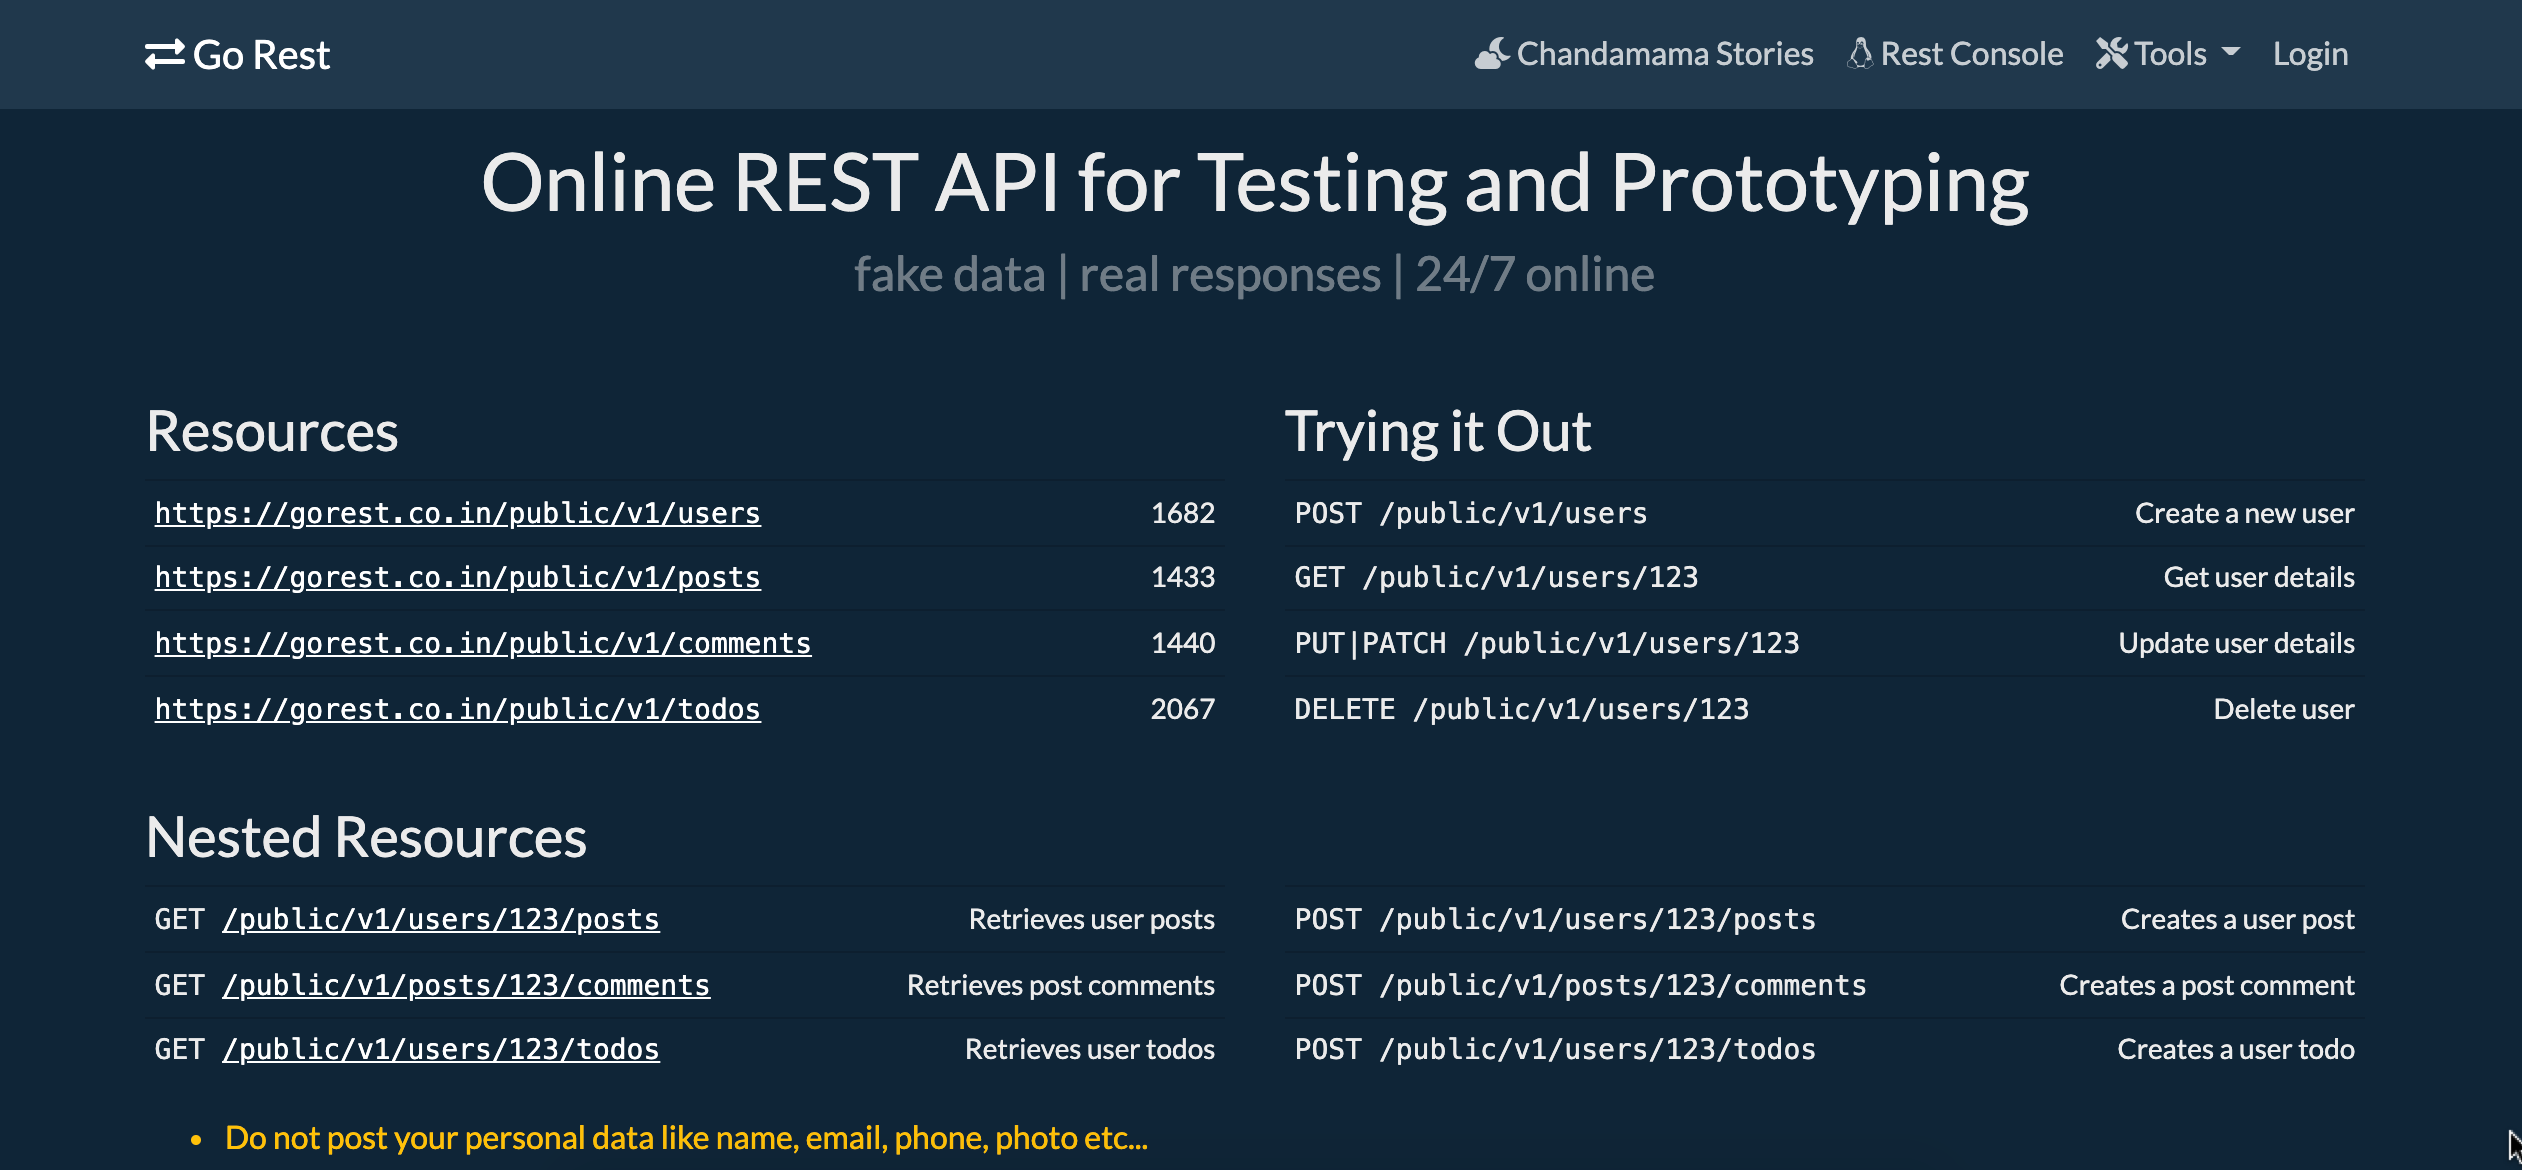 Go Rest
Chandamama Stories Rest Console Tools Login
Online REST API for Testing and Prototyping
fake data | real responses | 24/7 online
Resources
https://gorest.co.in/public/v1/users 1682
https://gorest.co.in/public/v1/posts 1433
https://gorest.co.in/public/v1/comments 1440
https://gorest.co.in/public/v1/todos 2067
Trying it Out
POST /public/v1/users Create a new user
GET /public/v1/users/123 Get user details
PUT|PATCH /public/v1/users/123 Update user details
DELETE /public/v1/users/123 Delete user
Nested Resources
GET /public/v1/users/123/posts Retrieves user posts
GET /public/v1/posts/123/comments Retrieves post comments
GET /public/v1/users/123/todos Retrieves user todos
POST /public/v1/users/123/posts Creates a user post
POST /public/v1/posts/123/comments Creates a post comment
POST /public/v1/users/123/todos Creates a user todo
• Do not post your personal data like name, email, phone, photo etc...